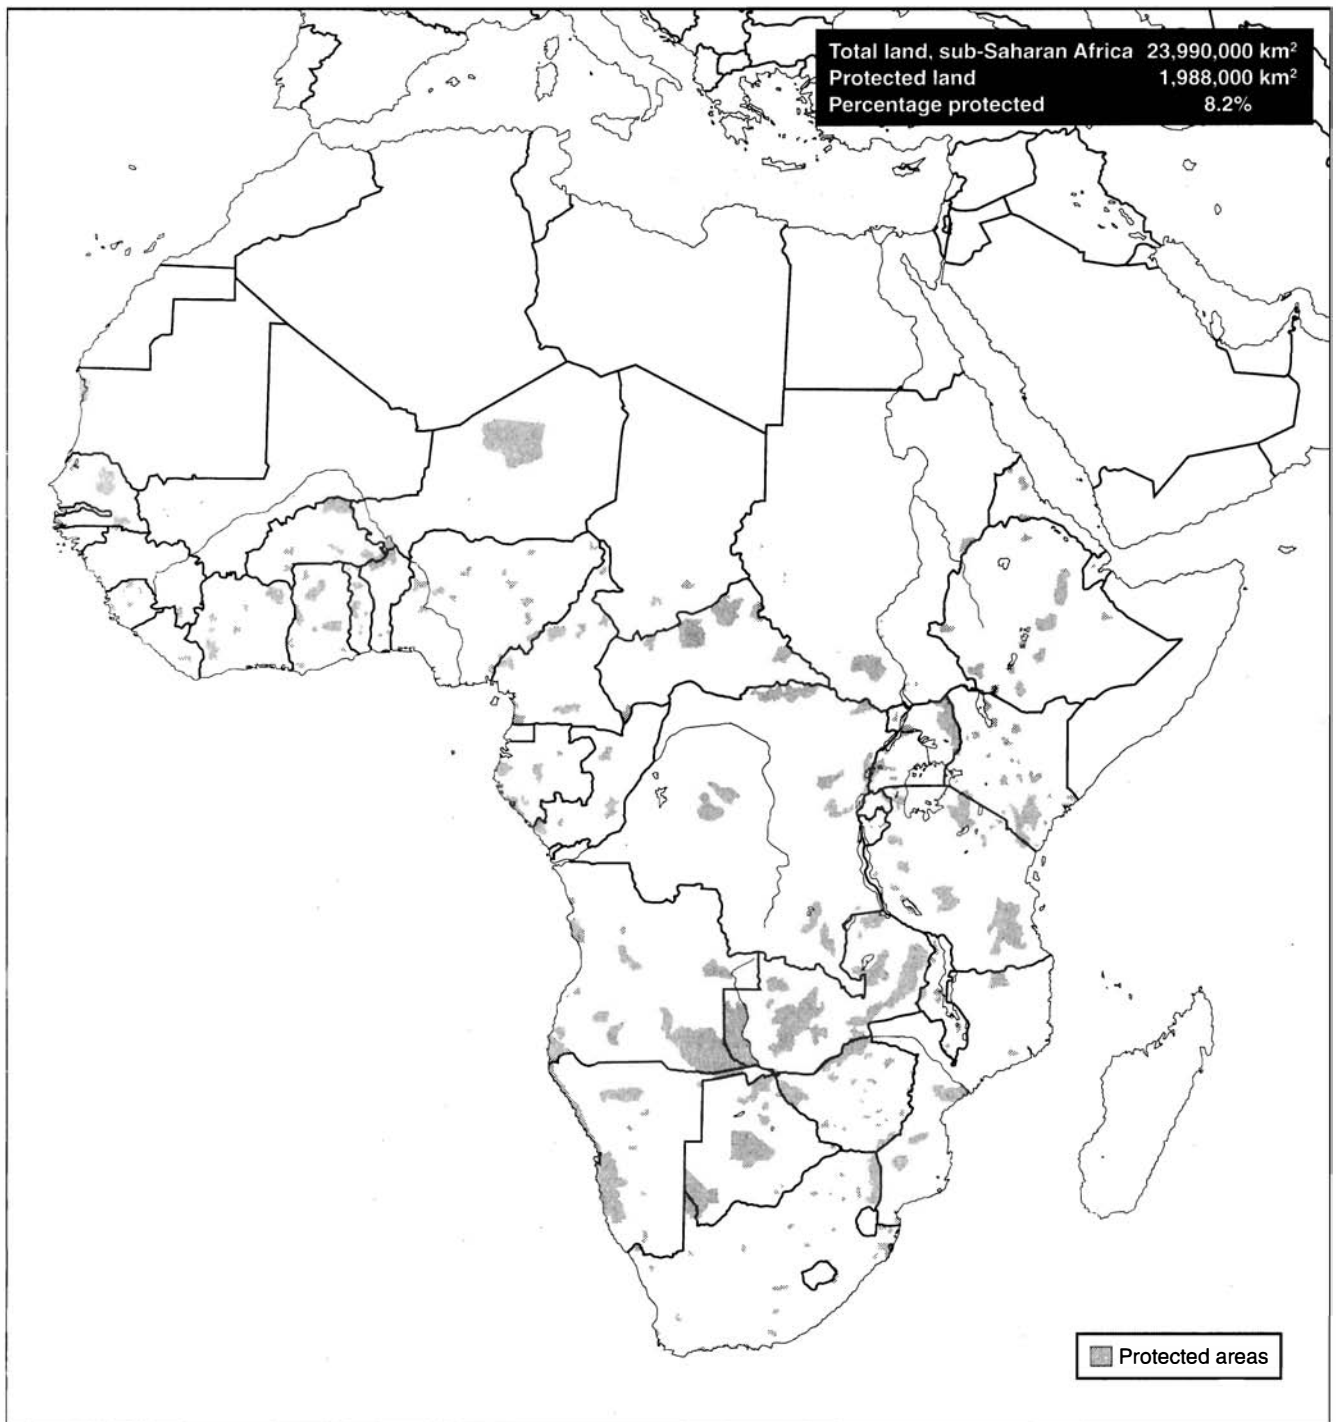 Total land, sub-Saharan Africa 23,990,000 km²
Protected land 1,988,000 km²
Percentage protected 8.2%
Protected areas